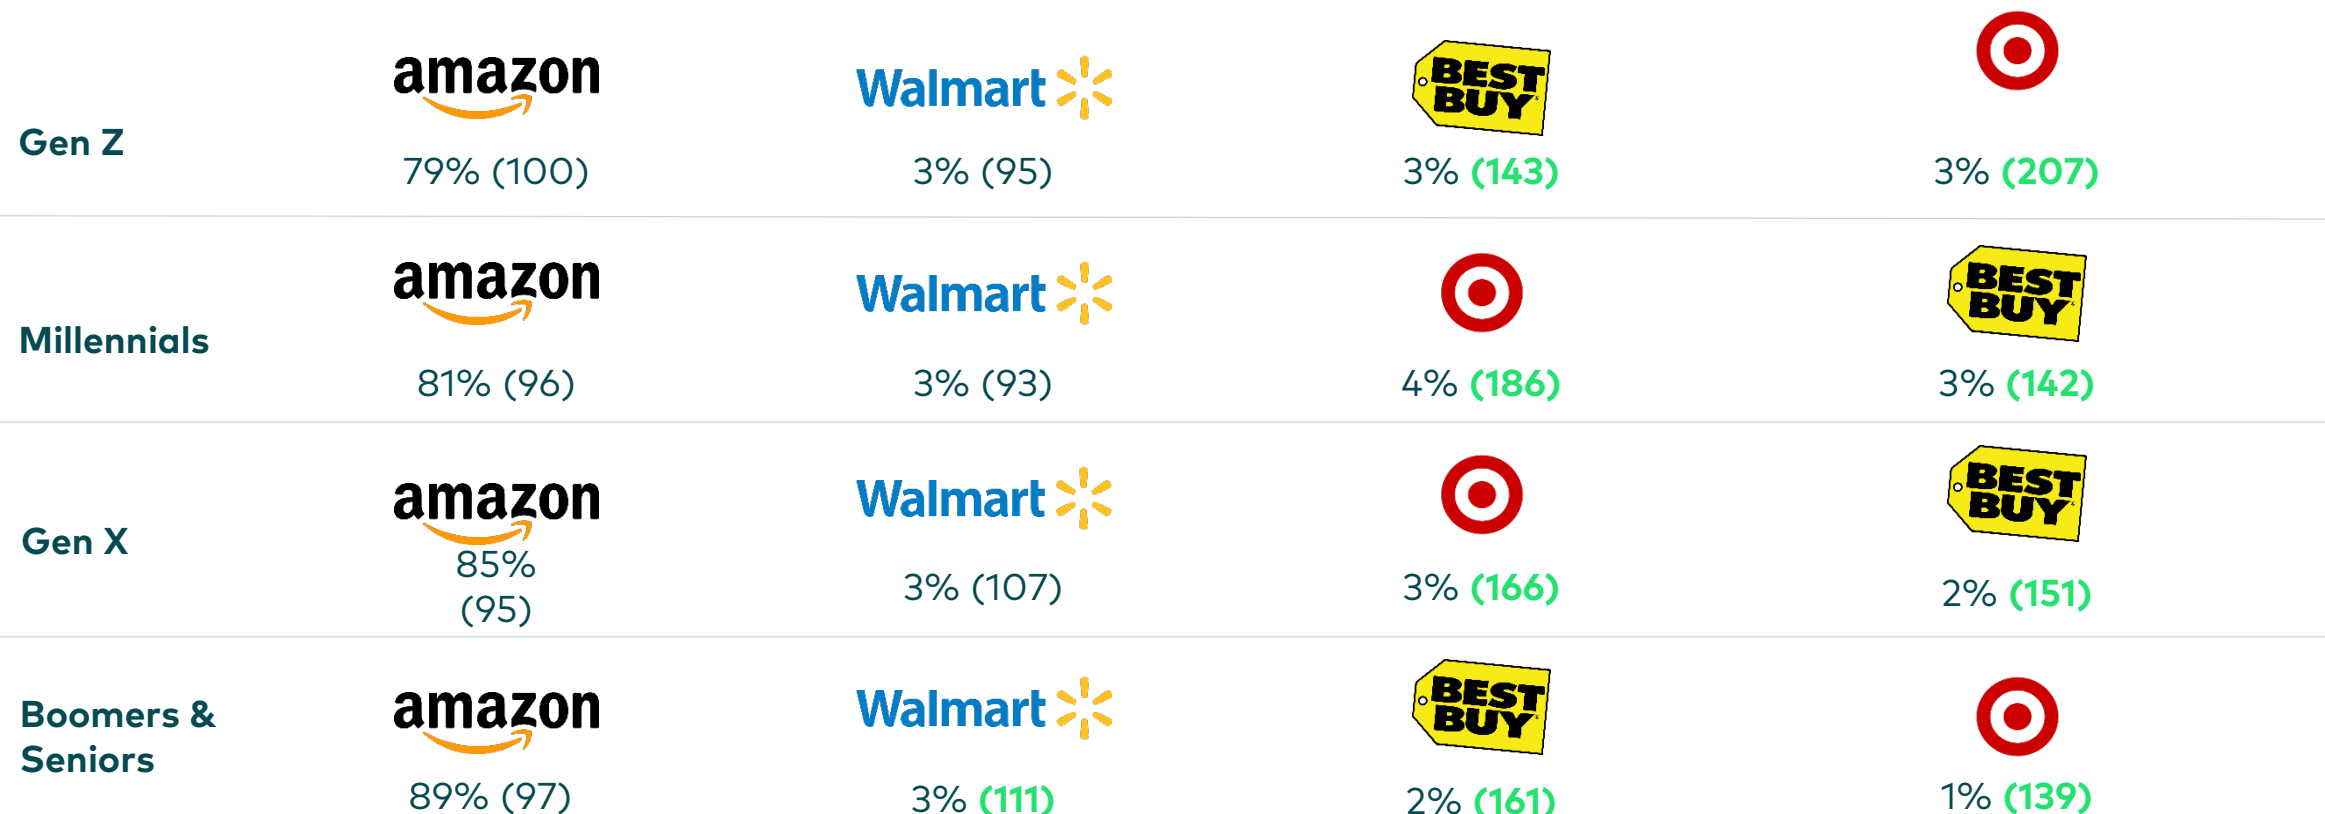 amazon
Walmart
BEST
BUY
Gen Z
79% (100)
3% (95)
3% (143)
3% (207)
amazon
Walmart
BEST
BUY
Millennials
81% (96)
3% (93)
4% (186)
3% (142)
amazon
Walmart
BEST
BUY
Gen X
85%
(95)
3% (107)
3% (166)
2% (151)
amazon
Walmart
BEST
BUY
Boomers &
Seniors
89% (97)
3% (111)
2% (161)
1% (139)